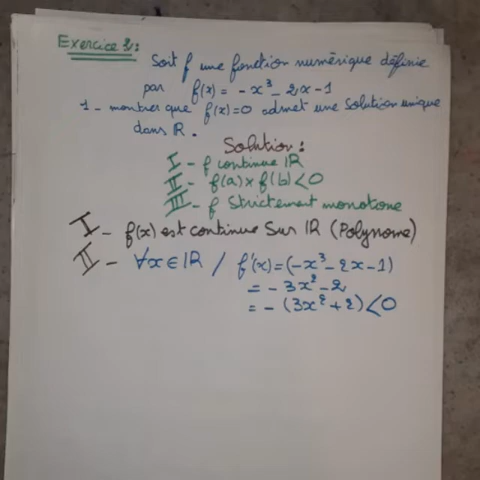 Exercice 2:
Soit f une fonction numérique définie
par f(x) = -x³ - 2x - 1
1 - montrer que f(x)=0 admet une solution unique
dans IR.
Solution:
I - f continue IR
II - f(a) x f(b) < 0
III - f Strictement monotone
I - f(x) est continue Sur IR (Polynome)
II - ∀x ∈ IR / f'(x) = (-x³ - 2x - 1)
= -3x² - 2
= -(3x² + 2) < 0